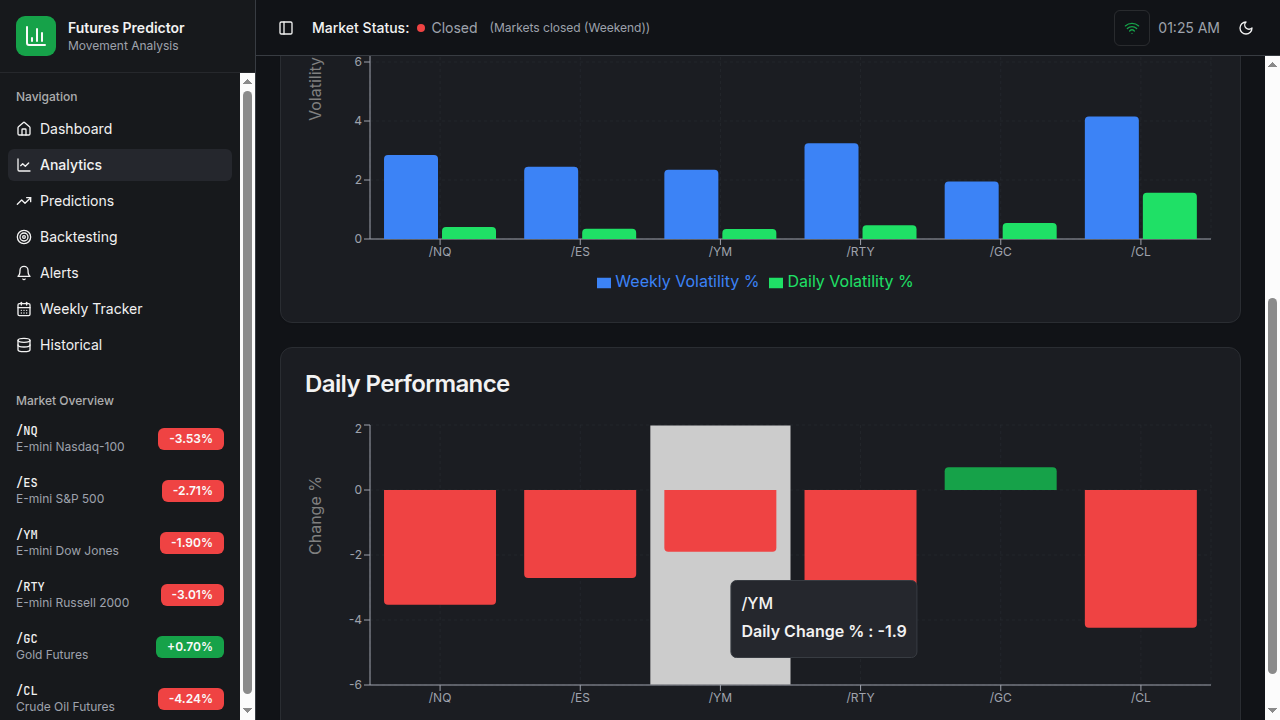 Futures Predictor
Movement Analysis
Market Status:
Closed
(Markets closed (Weekend))
01:25 AM
Navigation
Dashboard
Analytics
Predictions
Backtesting
Alerts
Weekly Tracker
Historical
Market Overview
/NQ
E-mini Nasdaq-100
-3.53%
/ES
E-mini S&P 500
-2.71%
/YM
E-mini Dow Jones
-1.90%
/RTY
E-mini Russell 2000
-3.01%
/GC
Gold Futures
+0.70%
/CL
Crude Oil Futures
-4.24%
Volatility
6
4
2
0
/NQ
/ES
/YM
/RTY
/GC
/CL
Weekly Volatility %
Daily Volatility %
Daily Performance
Change %
2
0
-2
-4
-6
/YM
Daily Change % : -1.9
/NQ
/ES
/YM
/RTY
/GC
/CL